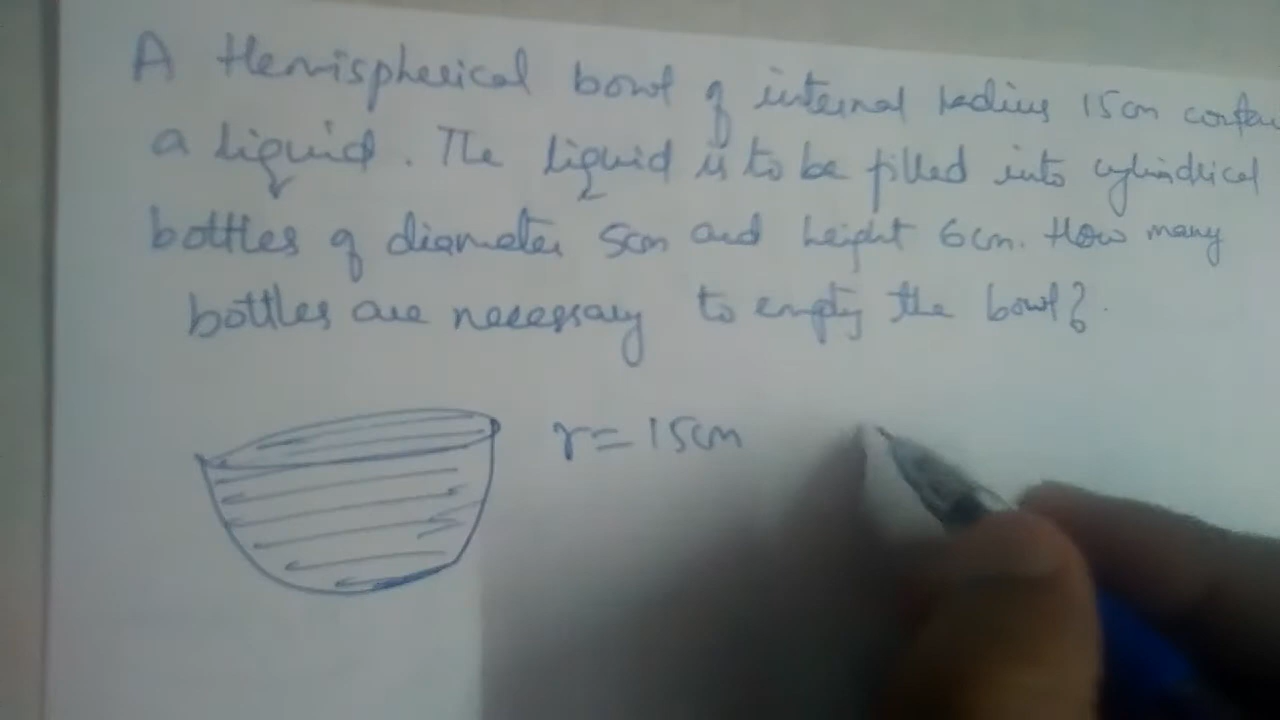 A Hemispherical bowl of internal radius 15cm
a liquid. The liquid is to be filled into cylindrical
bottles of diameter 5cm and height 6cm. How many
bottles are necessary to empty the bowl?
r = 15cm